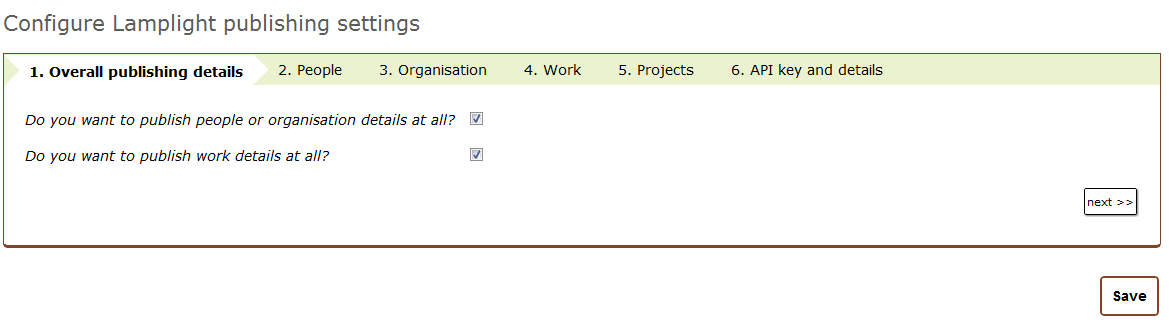 Configure Lamplight publishing settings
1. Overall publishing details 2. People 3. Organisation 4. Work 5. Projects 6. API key and details
Do you want to publish people or organisation details at all?
Do you want to publish work details at all?
next >>
Save